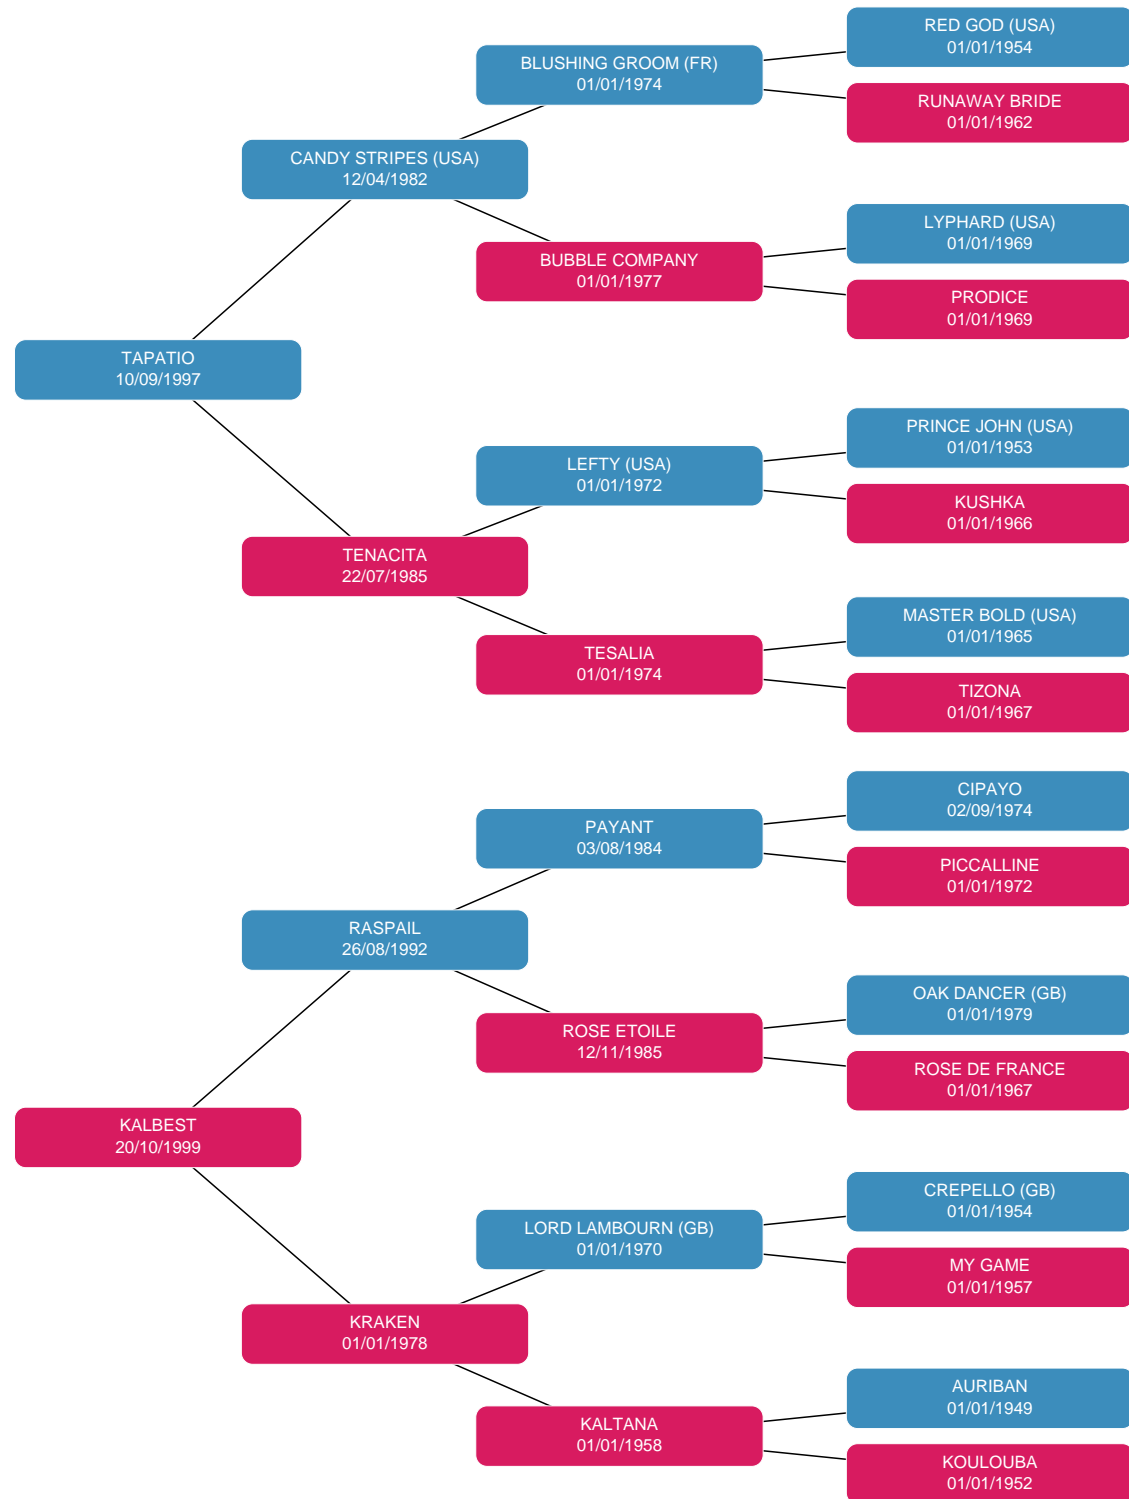 RED GOD (USA)
01/01/1954
BLUSHING GROOM (FR)
01/01/1974
RUNAWAY BRIDE
01/01/1962
CANDY STRIPES (USA)
12/04/1982
LYPHARD (USA)
01/01/1969
BUBBLE COMPANY
01/01/1977
PRODICE
01/01/1969
TAPATIO
10/09/1997
PRINCE JOHN (USA)
01/01/1953
LEFTY (USA)
01/01/1972
KUSHKA
01/01/1966
TENACITA
22/07/1985
MASTER BOLD (USA)
01/01/1965
TESALIA
01/01/1974
TIZONA
01/01/1967
CIPAYO
02/09/1974
PAYANT
03/08/1984
PICCALLINE
01/01/1972
RASPAIL
26/08/1992
OAK DANCER (GB)
01/01/1979
ROSE ETOILE
12/11/1985
ROSE DE FRANCE
01/01/1967
KALBEST
20/10/1999
CREPELLO (GB)
01/01/1954
LORD LAMBOURN (GB)
01/01/1970
MY GAME
01/01/1957
KRAKEN
01/01/1978
AURIBAN
01/01/1949
KALTANA
01/01/1958
KOULOUBA
01/01/1952